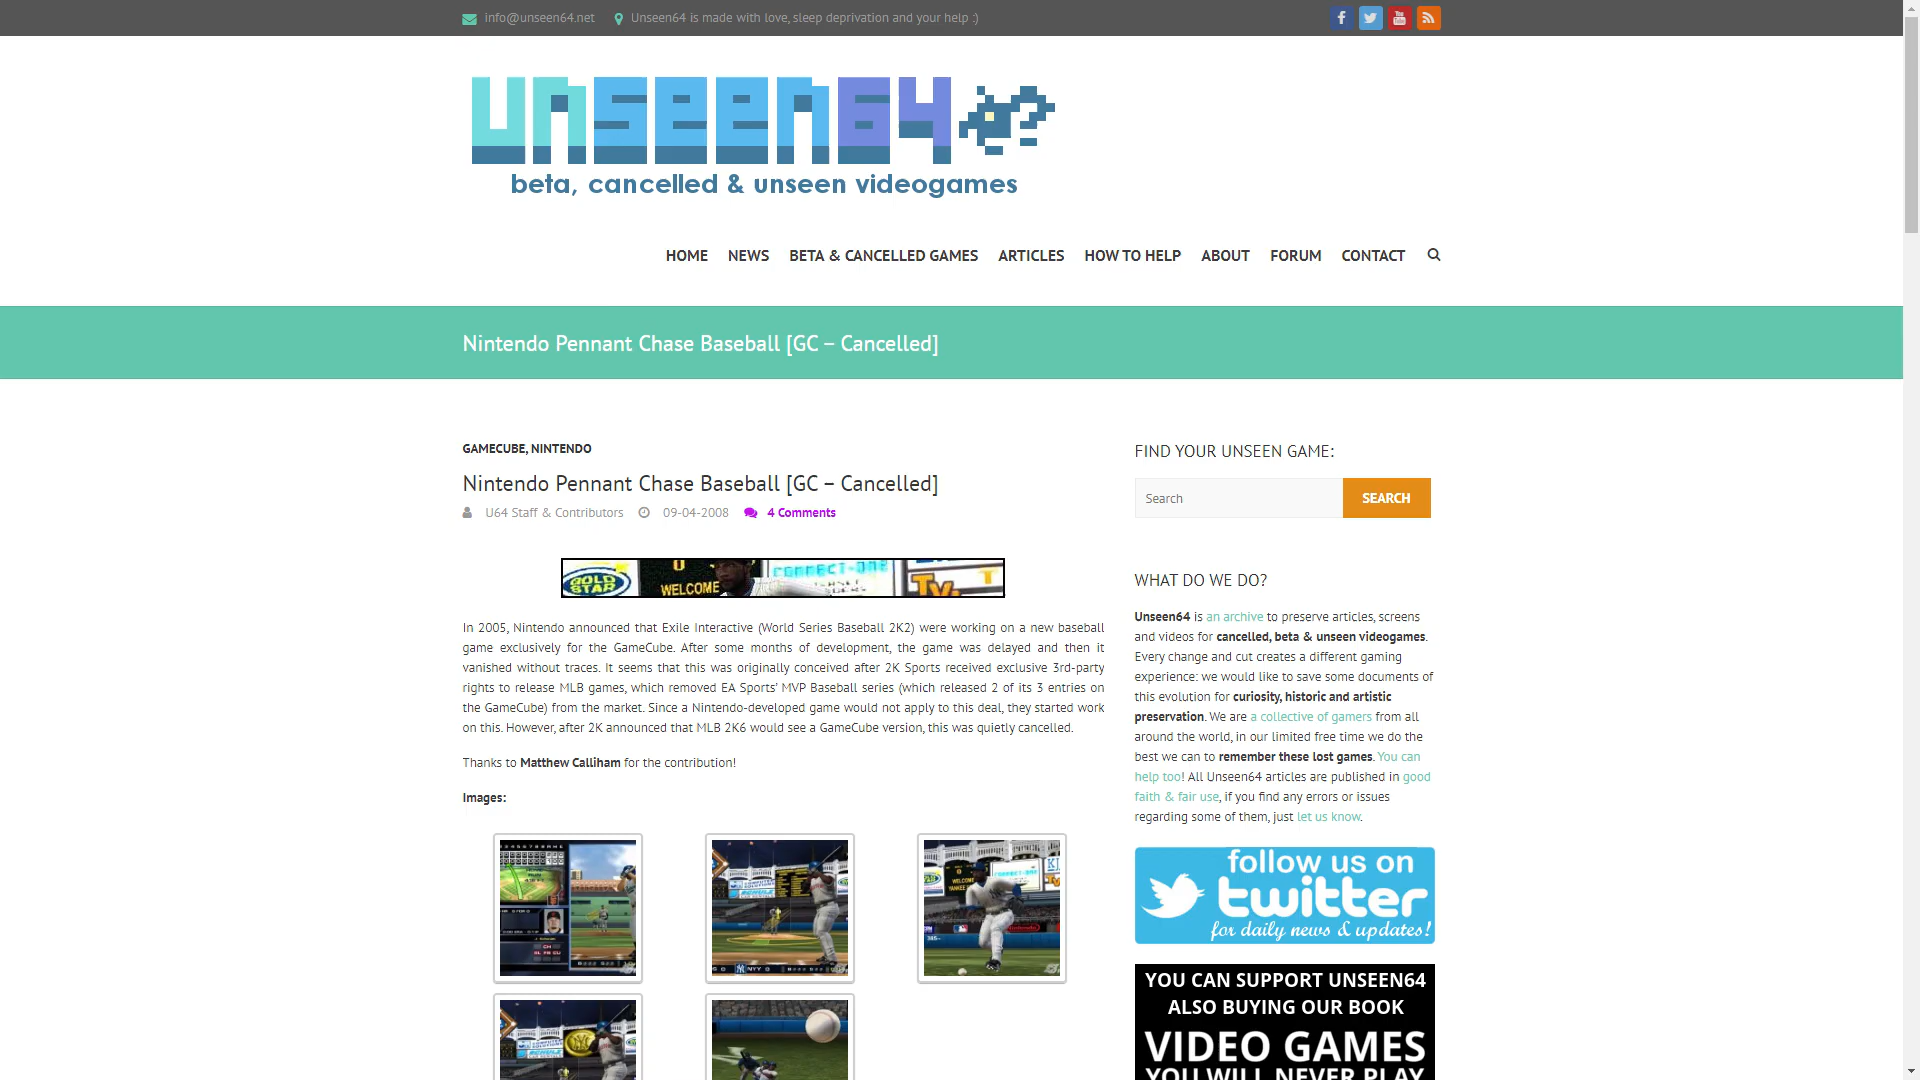 info@unseen64.net Unseen64 is made with love, sleep deprivation and your help :)
unseen64
beta, cancelled & unseen videogames
HOME NEWS BETA & CANCELLED GAMES ARTICLES HOW TO HELP ABOUT FORUM CONTACT
Nintendo Pennant Chase Baseball [GC – Cancelled]
GAMECUBE, NINTENDO
Nintendo Pennant Chase Baseball [GC – Cancelled]
U64 Staff & Contributors 09-04-2008 4 Comments
GOLD STAR WELCOME CONNECT-ONE TV.
In 2005, Nintendo announced that Exile Interactive (World Series Baseball 2K2) were working on a new baseball
game exclusively for the GameCube. After some months of development, the game was delayed and then it
vanished without traces. It seems that this was originally conceived after 2K Sports received exclusive 3rd-party
rights to release MLB games, which removed EA Sports’ MVP Baseball series (which released 2 of its 3 entries on
the GameCube) from the market. Since a Nintendo-developed game would not apply to this deal, they started work
on this. However, after 2K announced that MLB 2K6 would see a GameCube version, this was quietly cancelled.
Thanks to Matthew Calliham for the contribution!
Images:
FIND YOUR UNSEEN GAME:
Search SEARCH
WHAT DO WE DO?
Unseen64 is an archive to preserve articles, screens
and videos for cancelled, beta & unseen videogames.
Every change and cut creates a different gaming
experience: we would like to save some documents of
this evolution for curiosity, historic and artistic
preservation. We are a collective of gamers from all
around the world, in our limited free time we do the
best we can to remember these lost games. You can
help too! All Unseen64 articles are published in good
faith & fair use, if you find any errors or issues
regarding some of them, just let us know.
follow us on
twitter
for daily news & updates!
YOU CAN SUPPORT UNSEEN64
ALSO BUYING OUR BOOK
VIDEO GAMES
YOU WILL NEVER PLAY